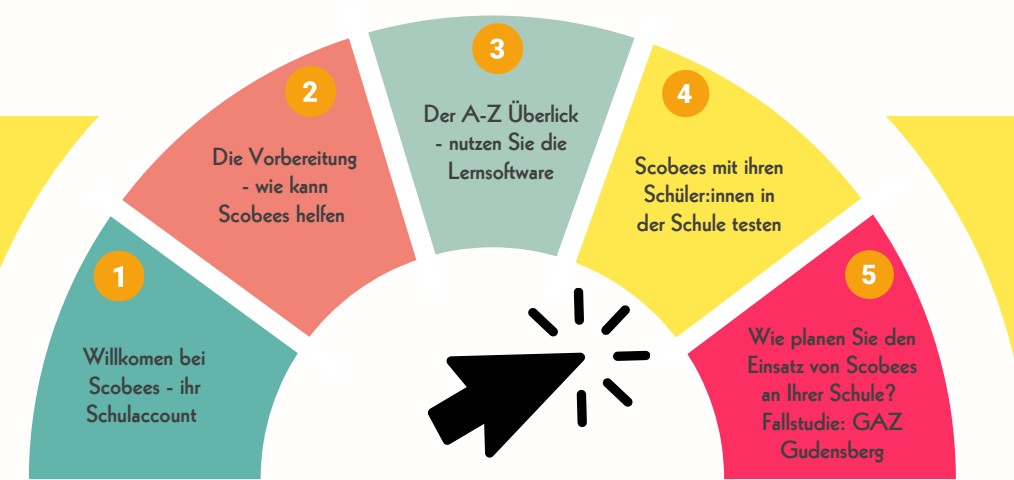 1
Willkomen bei
Scobees - ihr
Schulaccount
2
Die Vorbereitung
- wie kann
Scobees helfen
3
Der A-Z Überlick
- nutzen Sie die
Lernsoftware
4
Scobees mit ihren
Schüler:innen in
der Schule testen
5
Wie planen Sie den
Einsatz von Scobees
an Ihrer Schule?
Fallstudie: GAZ
Gudensberg